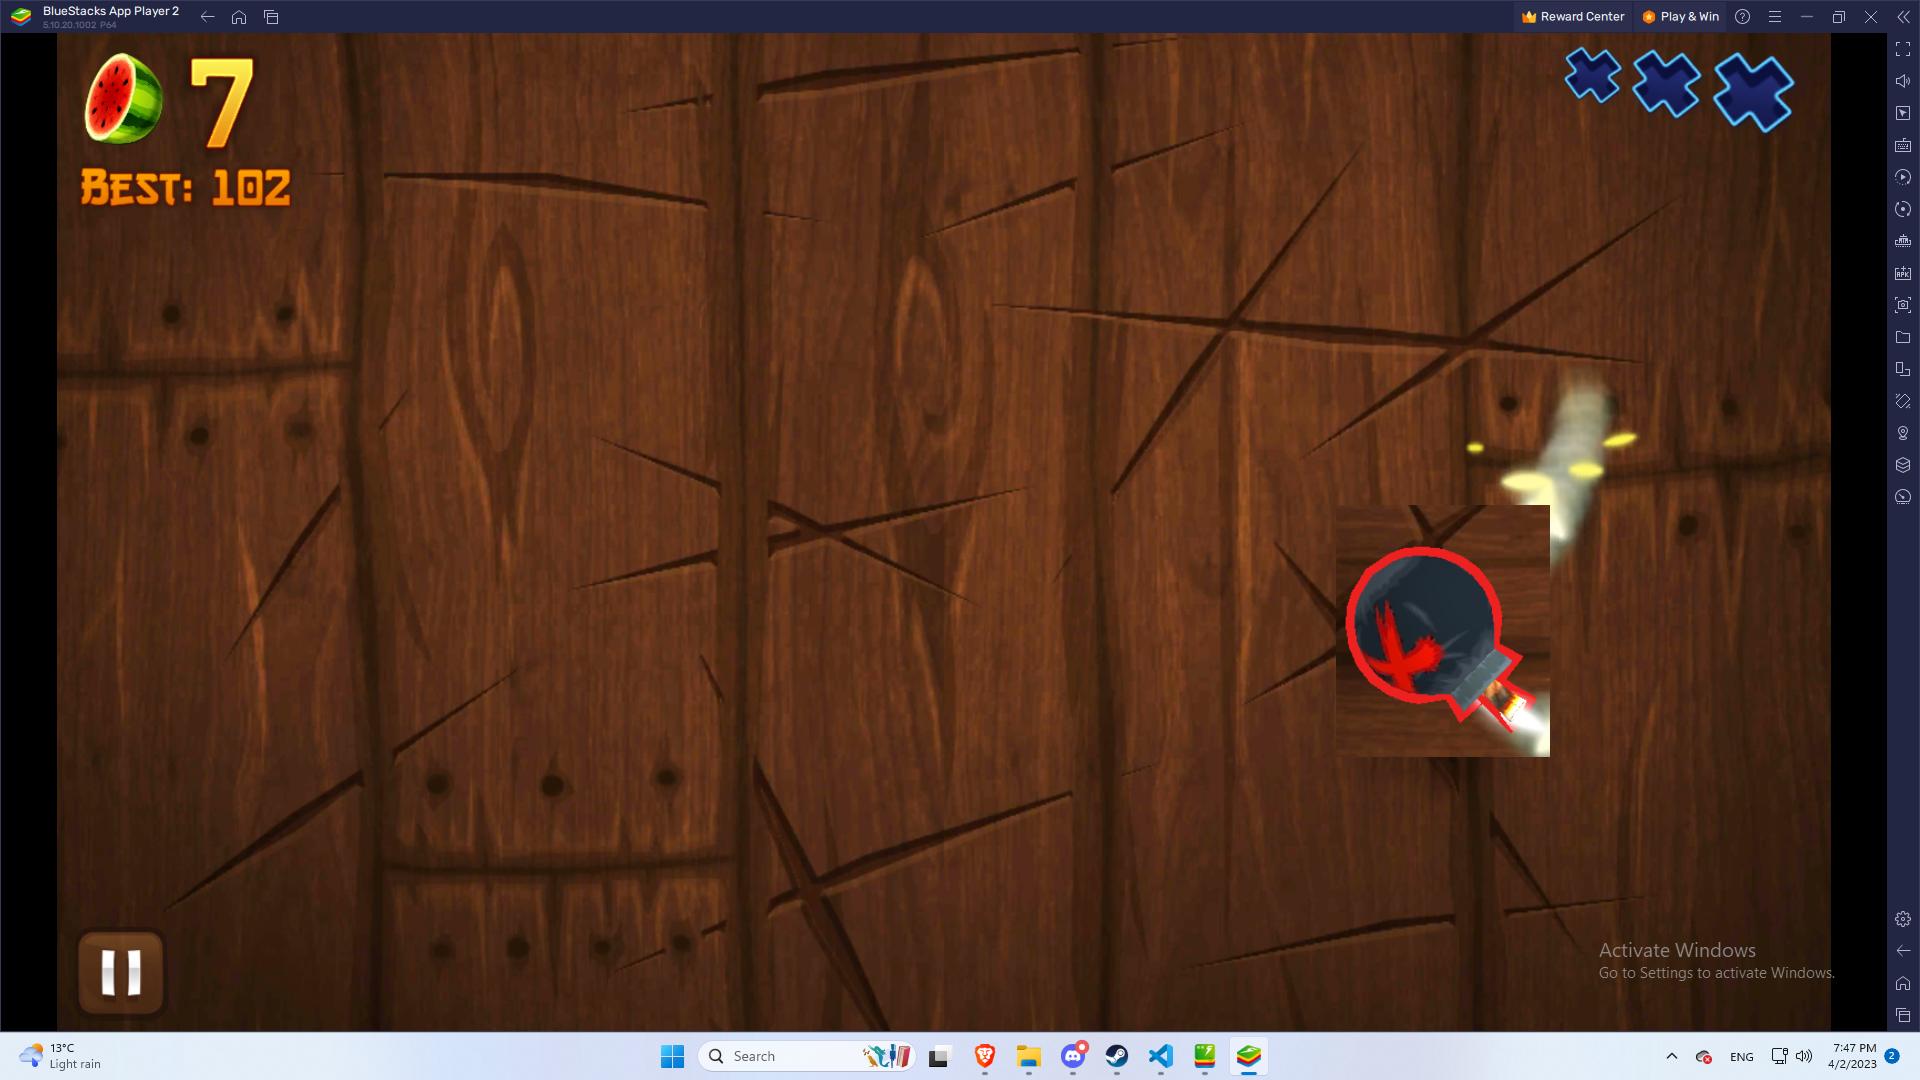 BlueStacks App Player 2
5.10.20.1002 P64
Reward Center
Play & Win
7
BEST: 102
Activate Windows
Go to Settings to activate Windows.
13°C
Light rain
Search
ENG
7:47 PM
4/2/2023
2